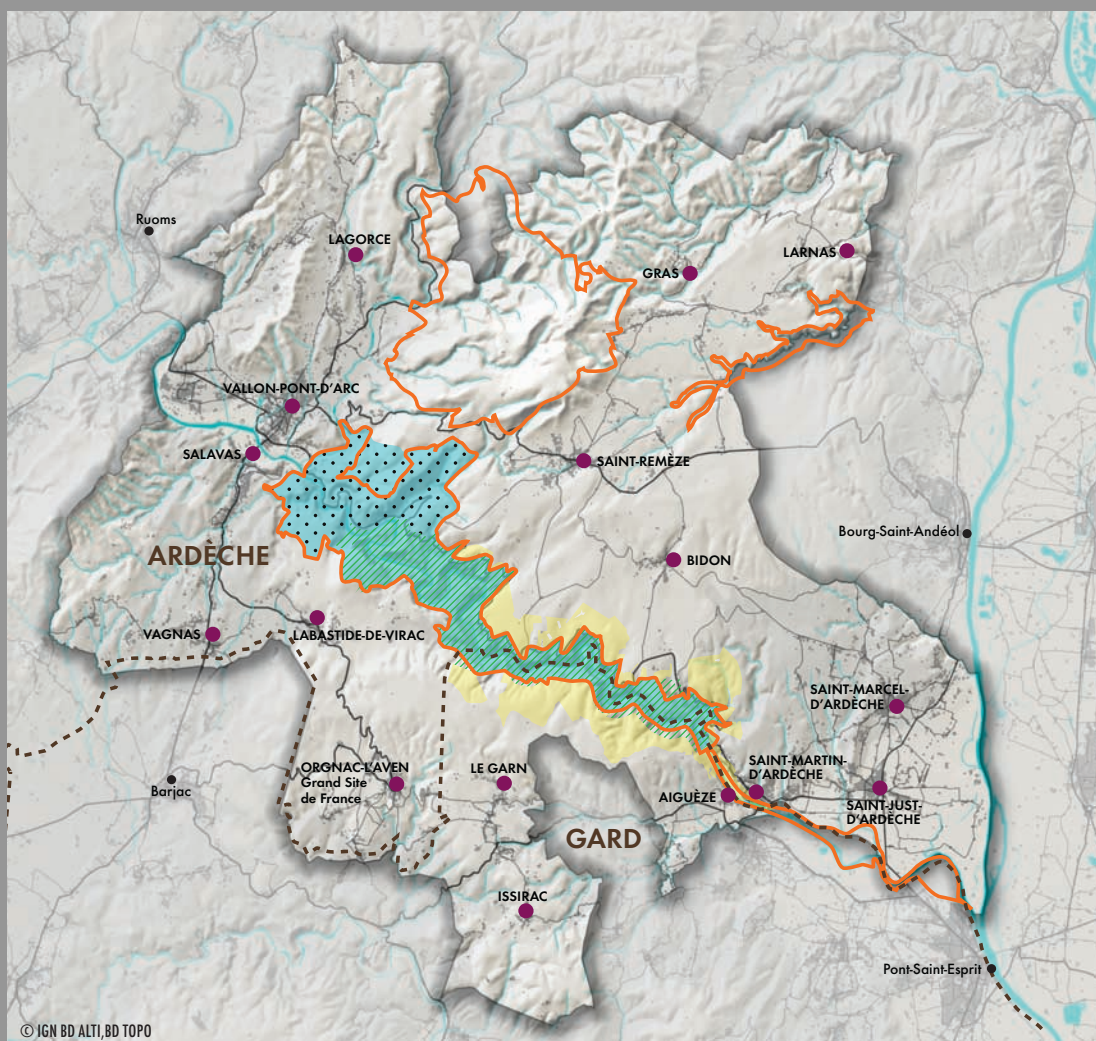 Ruoms
LAGORCE
GRAS
LARNAS
VALLON-PONT-D'ARC
SALAVAS
SAINT-REMÈZE
ARDÈCHE
BIDON
Bourg-Saint-Andéol
VAGNAS
LABASTIDE-DE-VIRAC
SAINT-MARCEL-
D'ARDÈCHE
Barjac
ORGNAC-L'AVEN
Grand Site
de France
LE GARN
SAINT-MARTIN-
D'ARDÈCHE
AIGUÈZE
SAINT-JUST-
D'ARDÈCHE
GARD
ISSIRAC
Pont-Saint-Esprit
© IGN BD ALTI,BD TOPO